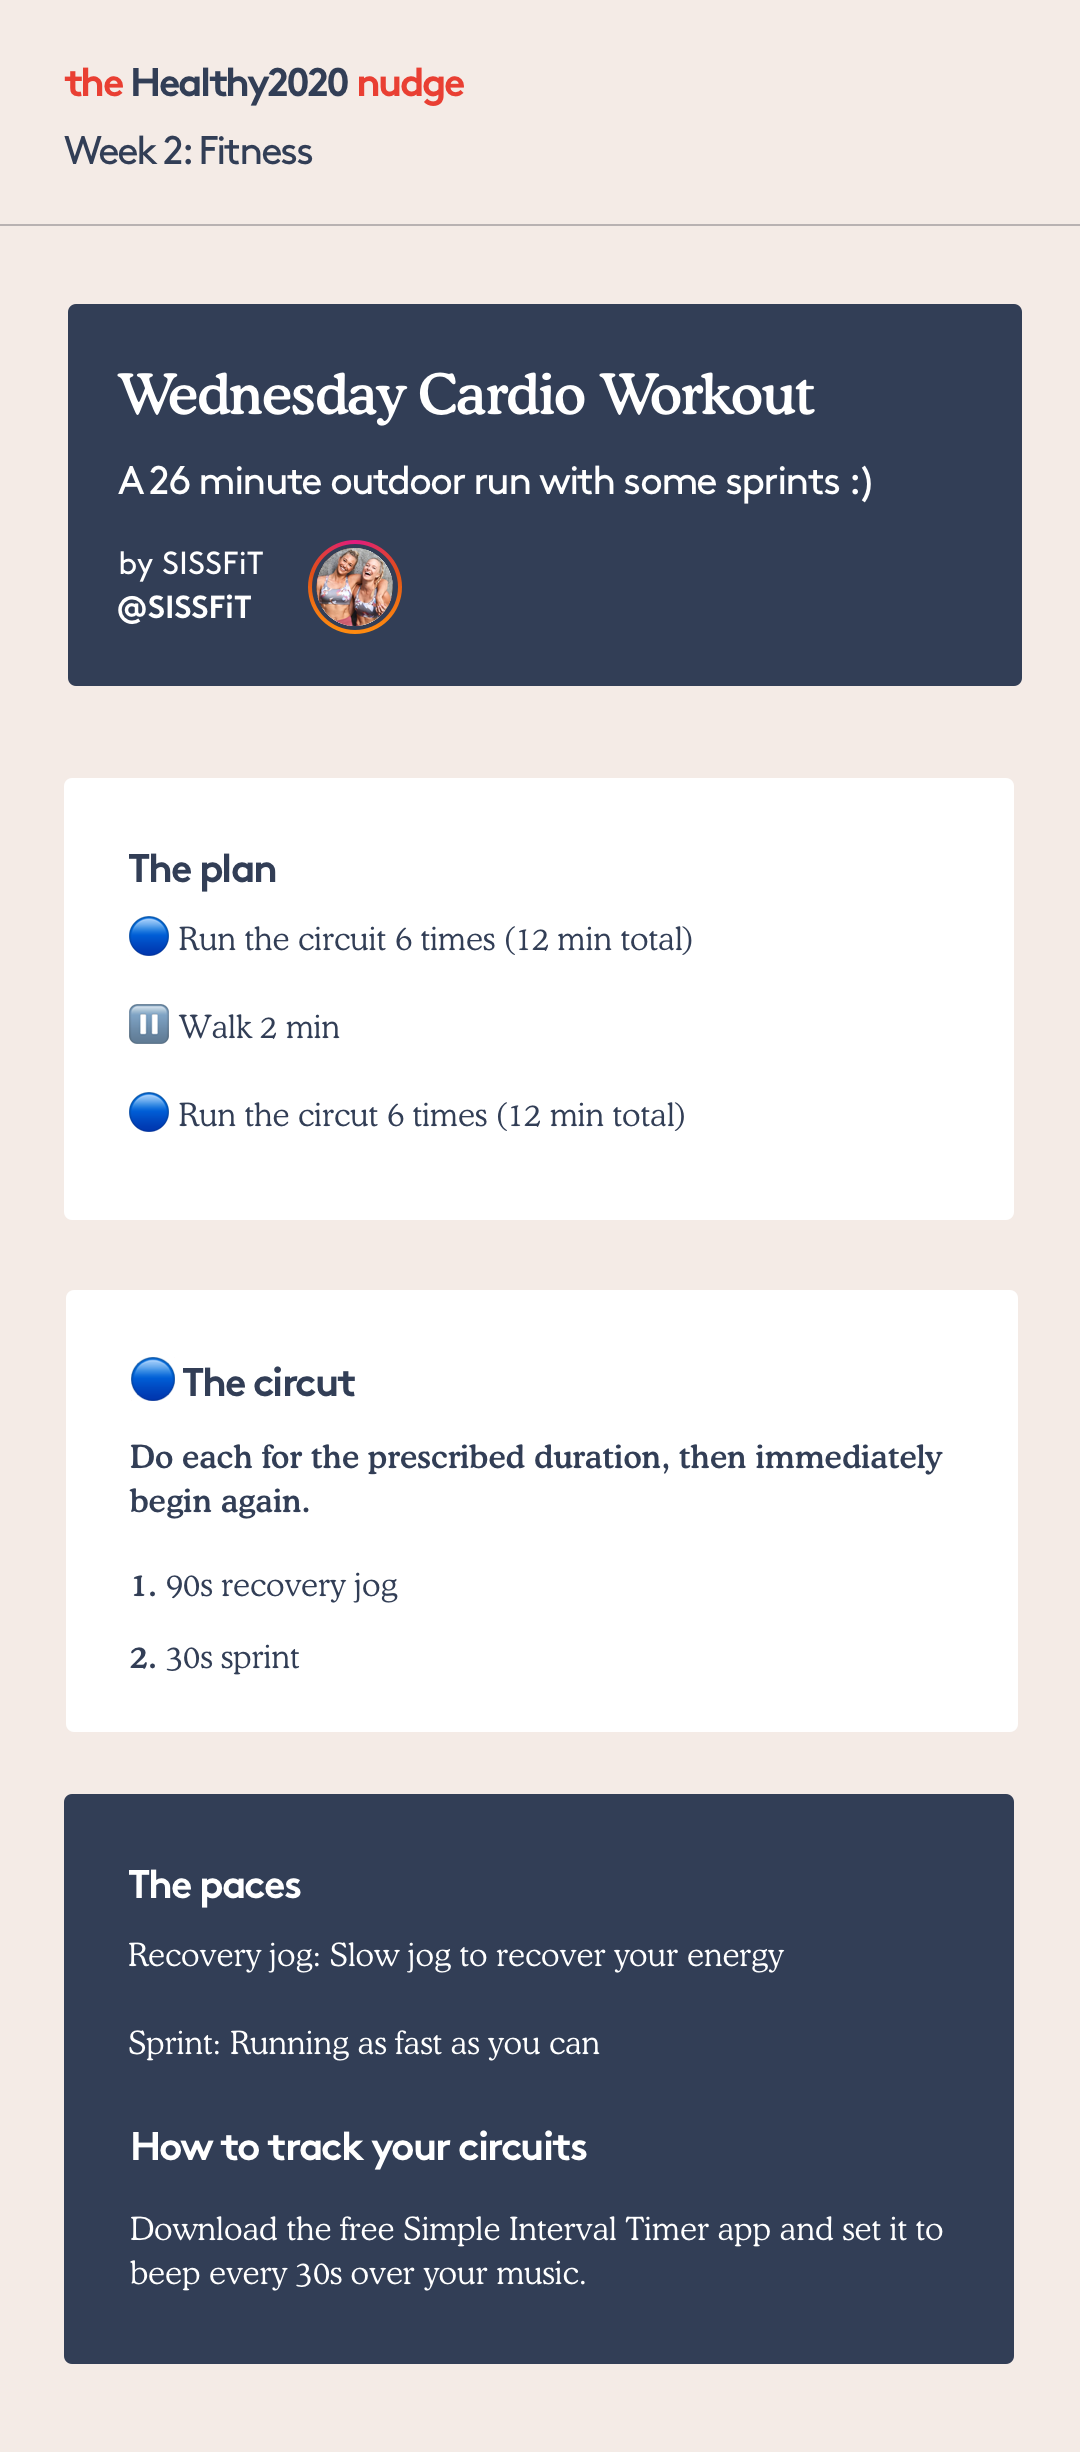 the Healthy2020 nudge
Week 2: Fitness
Wednesday Cardio Workout
A 26 minute outdoor run with some sprints :)
by SISSFiT
@SISSFiT
The plan
🔵 Run the circuit 6 times (12 min total)
⏸️ Walk 2 min
🔵 Run the circut 6 times (12 min total)
🔵 The circut
Do each for the prescribed duration, then immediately
begin again.
1. 90s recovery jog
2. 30s sprint
The paces
Recovery jog: Slow jog to recover your energy
Sprint: Running as fast as you can
How to track your circuits
Download the free Simple Interval Timer app and set it to
beep every 30s over your music.